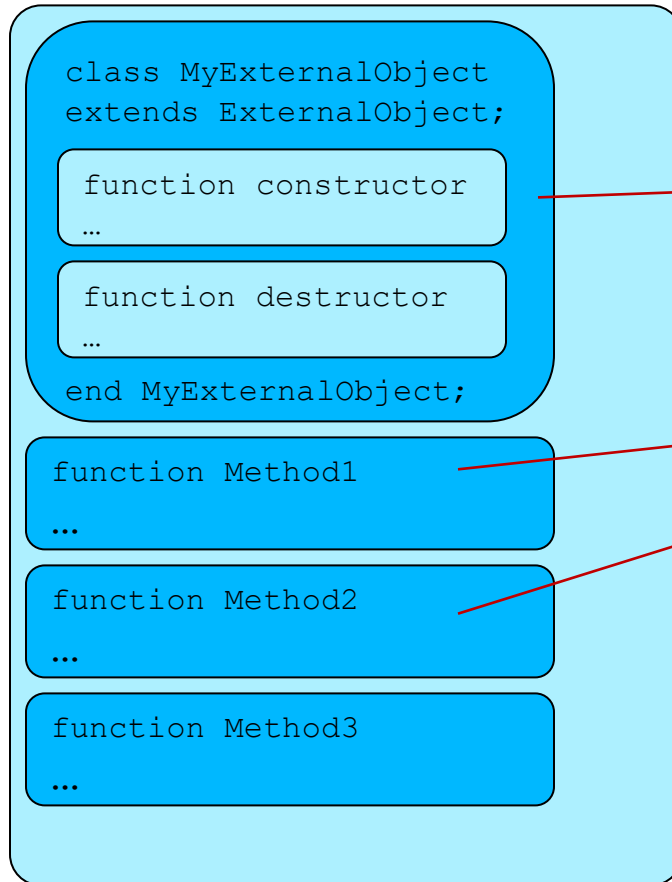 class MyExternalObject
extends ExternalObject;
function constructor
…
function destructor
…
end MyExternalObject;
function Method1
…
function Method2
…
function Method3
…